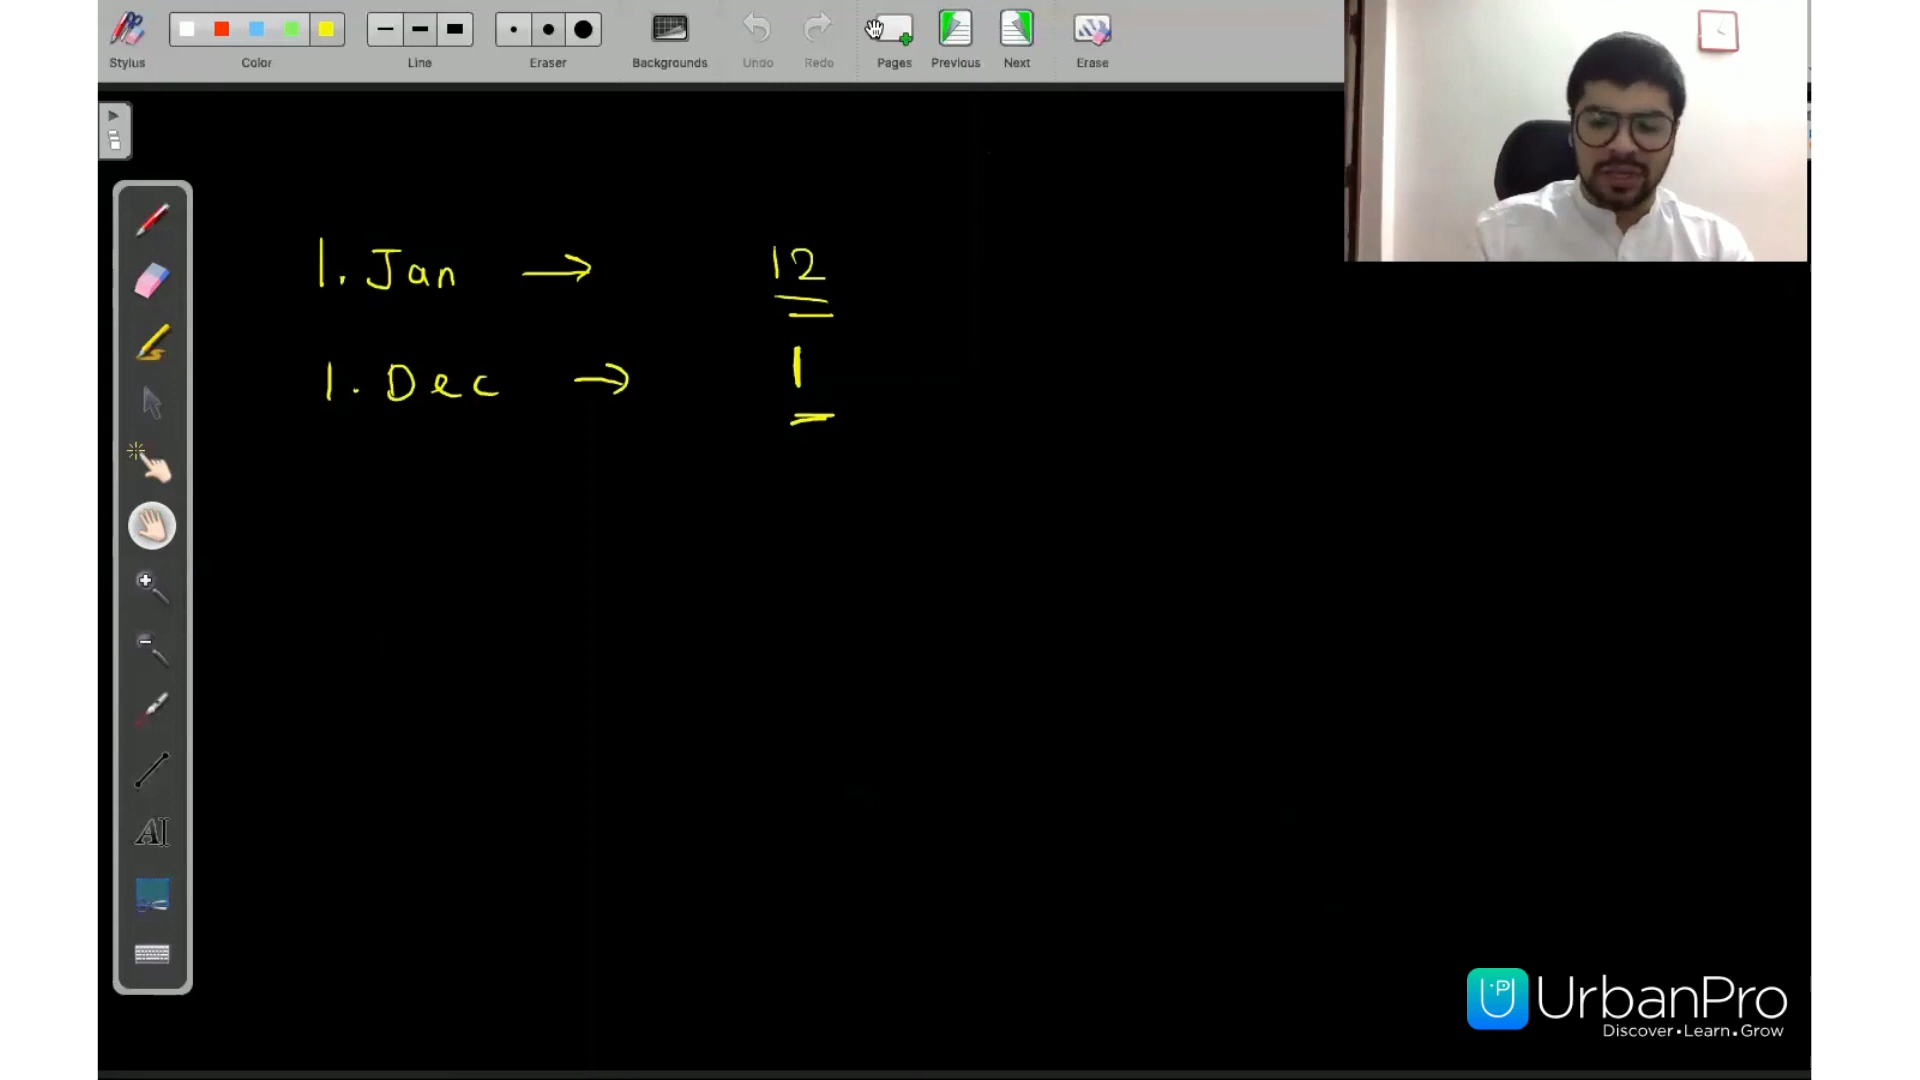 Stylus
Color
Line
Eraser
Backgrounds
Undo
Redo
Pages
Previous
Next
Erase
1. Jan → 12
1. Dec → 1
AI
UrbanPro
Discover•Learn•Grow